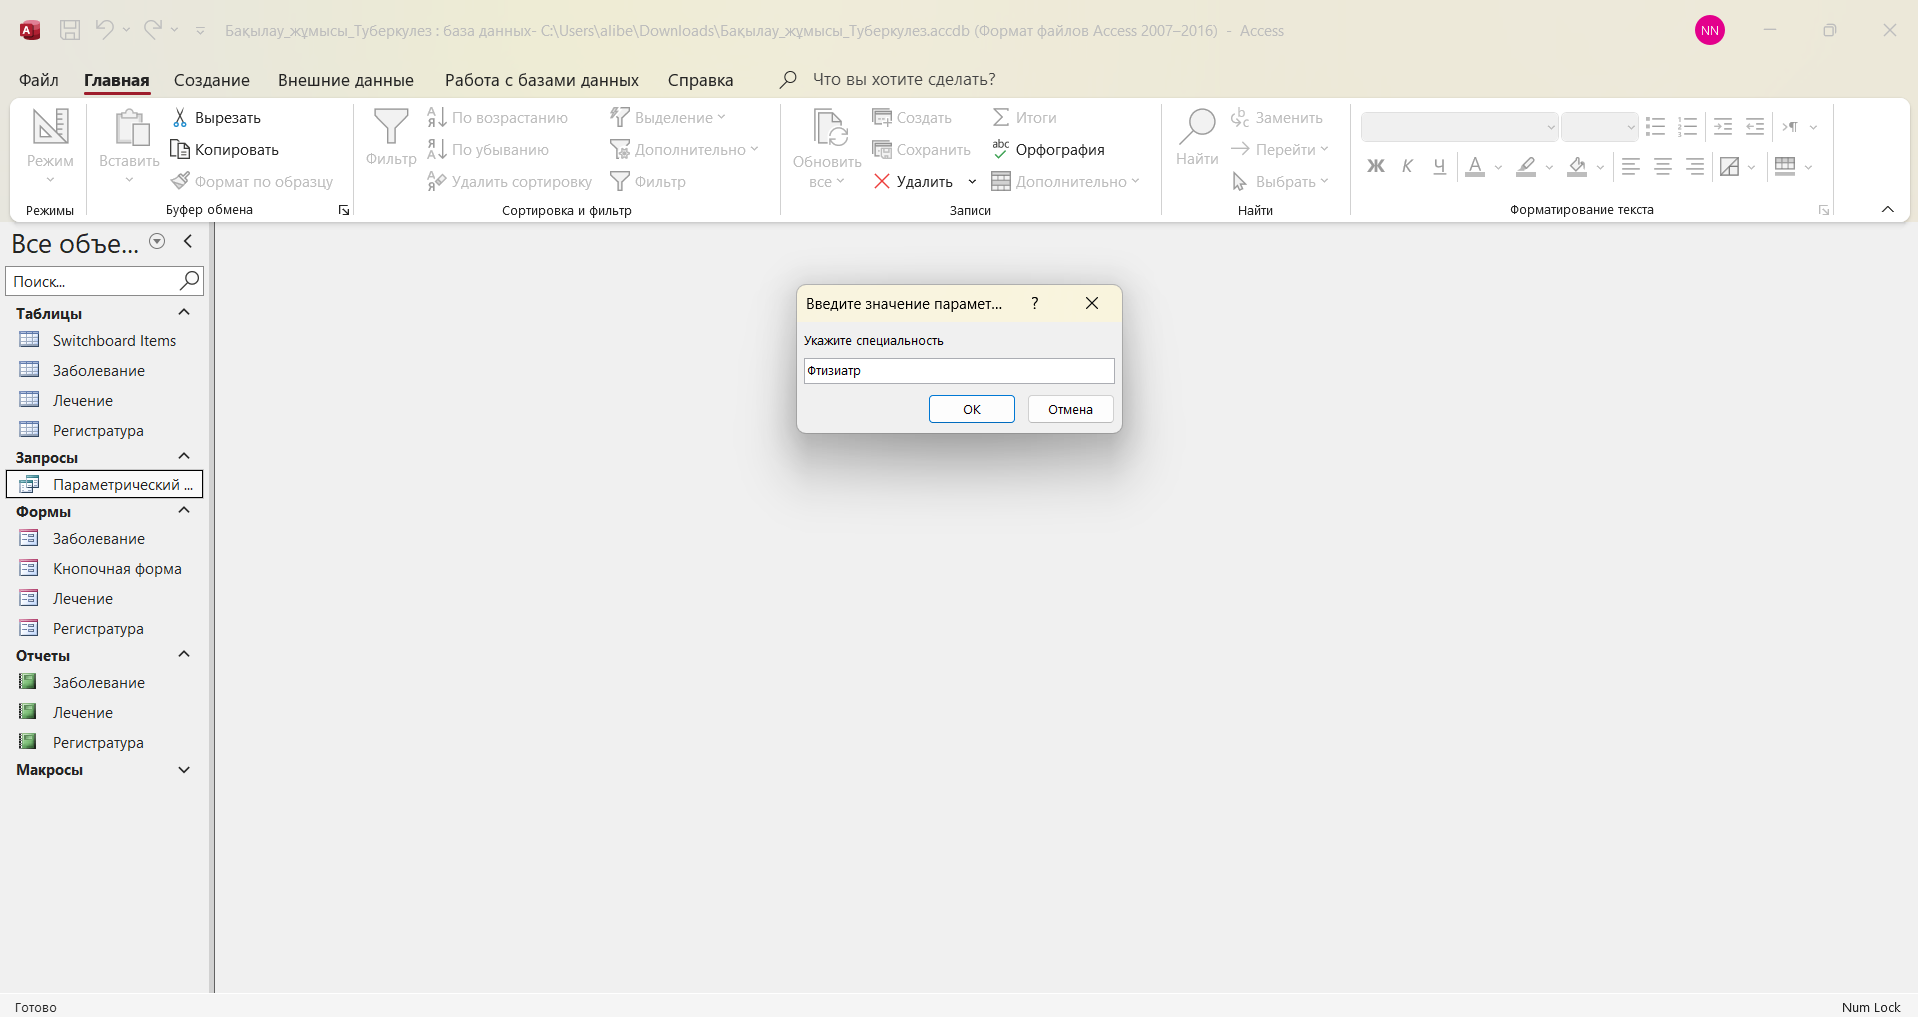 Бақылау_жұмысы_Туберкулез : база данных- C:\Users\alibe\Downloads\Бақылау_жұмысы_Туберкулез.accdb (Формат файлов Access 2007–2016) - Access
NN
Файл Главная Создание Внешние данные Работа с базами данных Справка Что вы хотите сделать?
Режим
Режимы
Вставить
Вырезать
Копировать
Формат по образцу
Буфер обмена
Фильтр
По возрастанию
По убыванию
Удалить сортировку
Выделение
Дополнительно
Фильтр
Сортировка и фильтр
Обновить
все
Создать
Сохранить
Удалить
Итоги
Орфография
Дополнительно
Записи
Найти
Заменить
Перейти
Выбрать
Найти
Ж К Ч А
Форматирование текста
Все объе...
Поиск...
Таблицы
Switchboard Items
Заболевание
Лечение
Регистратура
Запросы
Параметрический ...
Формы
Заболевание
Кнопочная форма
Лечение
Регистратура
Отчеты
Заболевание
Лечение
Регистратура
Макросы
Введите значение парамет... ?
Укажите специальность
Фтизиатр
ОК Отмена
Готово
Num Lock